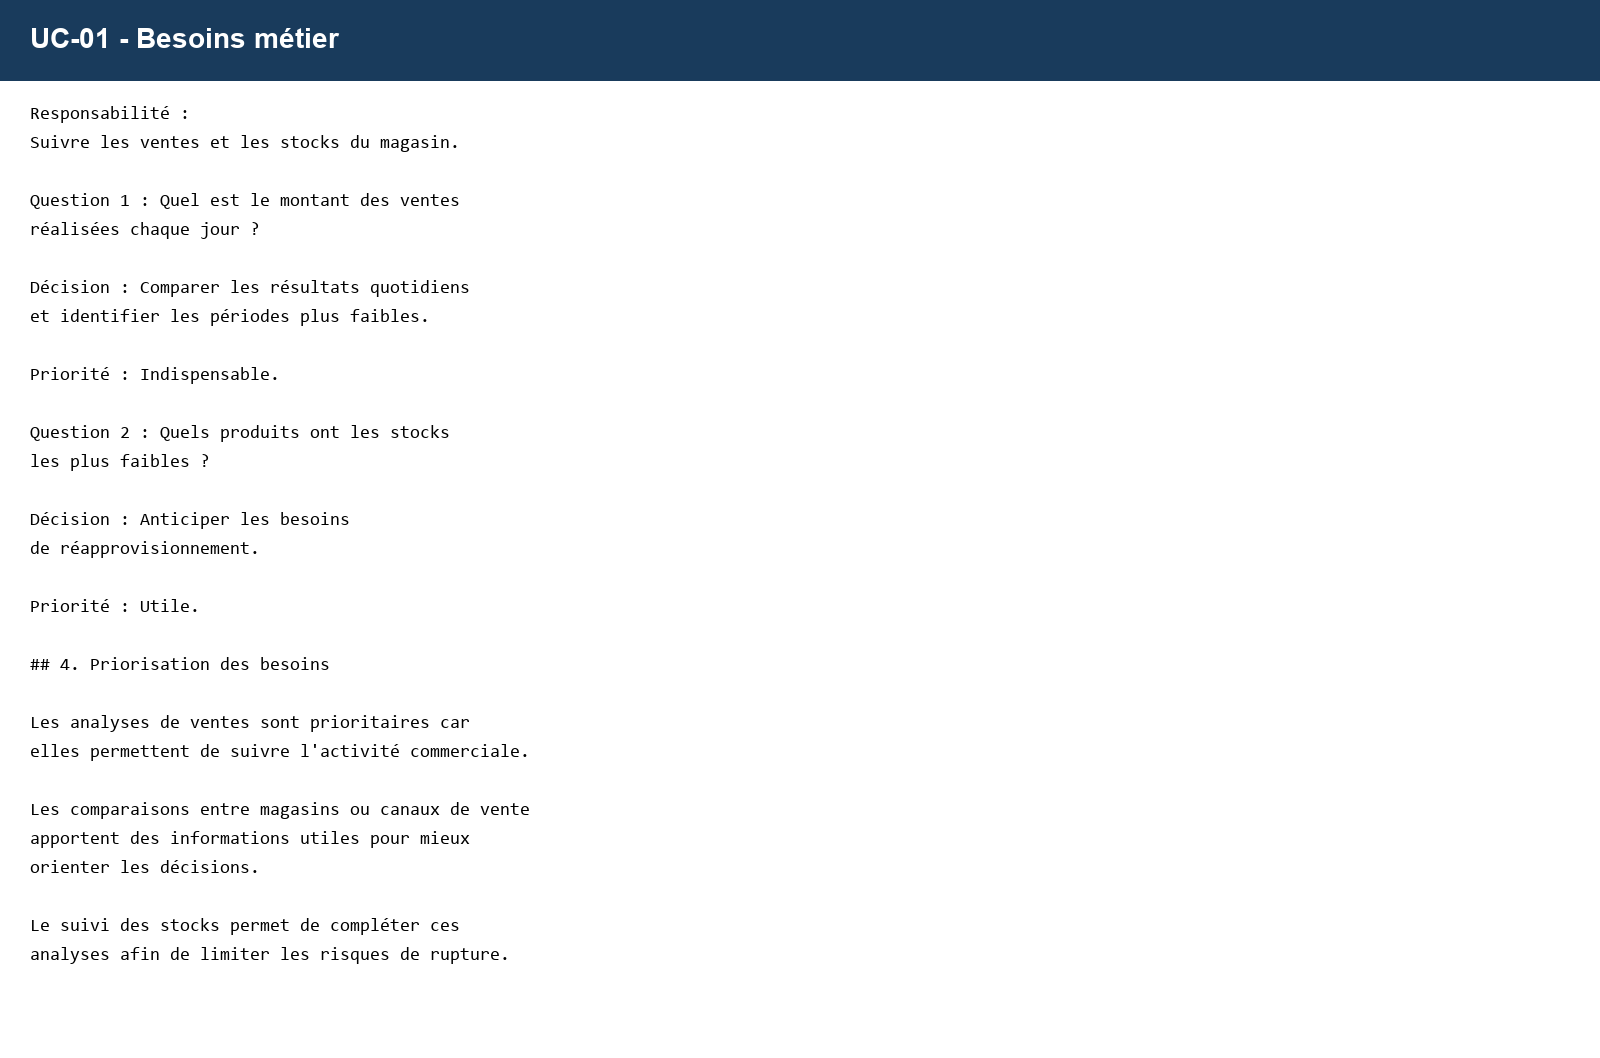 UC-01 - Besoins métier
Responsabilité :
Suivre les ventes et les stocks du magasin.
Question 1 : Quel est le montant des ventes
réalisées chaque jour ?
Décision : Comparer les résultats quotidiens
et identifier les périodes plus faibles.
Priorité : Indispensable.
Question 2 : Quels produits ont les stocks
les plus faibles ?
Décision : Anticiper les besoins
de réapprovisionnement.
Priorité : Utile.
## 4. Priorisation des besoins
Les analyses de ventes sont prioritaires car
elles permettent de suivre l'activité commerciale.
Les comparaisons entre magasins ou canaux de vente
apportent des informations utiles pour mieux
orienter les décisions.
Le suivi des stocks permet de compléter ces
analyses afin de limiter les risques de rupture.